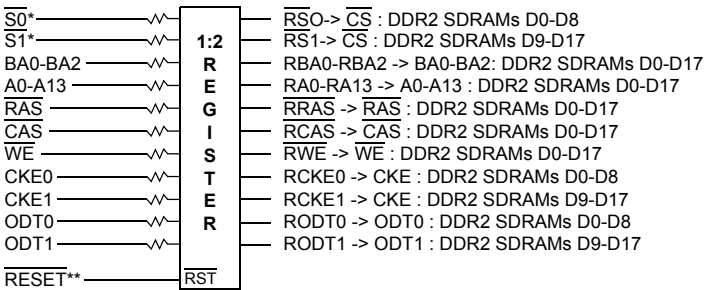 S0* RSO-> CS : DDR2 SDRAMs D0-D8
S1* 1:2 RS1-> CS : DDR2 SDRAMs D9-D17
BA0-BA2 R RBA0-RBA2 -> BA0-BA2: DDR2 SDRAMs D0-D17
A0-A13 E RA0-RA13 -> A0-A13 : DDR2 SDRAMs D0-D17
RAS G RRAS -> RAS : DDR2 SDRAMs D0-D17
CAS I RCAS -> CAS : DDR2 SDRAMs D0-D17
WE S RWE -> WE : DDR2 SDRAMs D0-D17
CKE0 T RCKE0 -> CKE : DDR2 SDRAMs D0-D8
CKE1 E RCKE1 -> CKE : DDR2 SDRAMs D9-D17
ODT0 R RODT0 -> ODT0 : DDR2 SDRAMs D0-D8
ODT1 RODT1 -> ODT1 : DDR2 SDRAMs D9-D17
RESET** RST